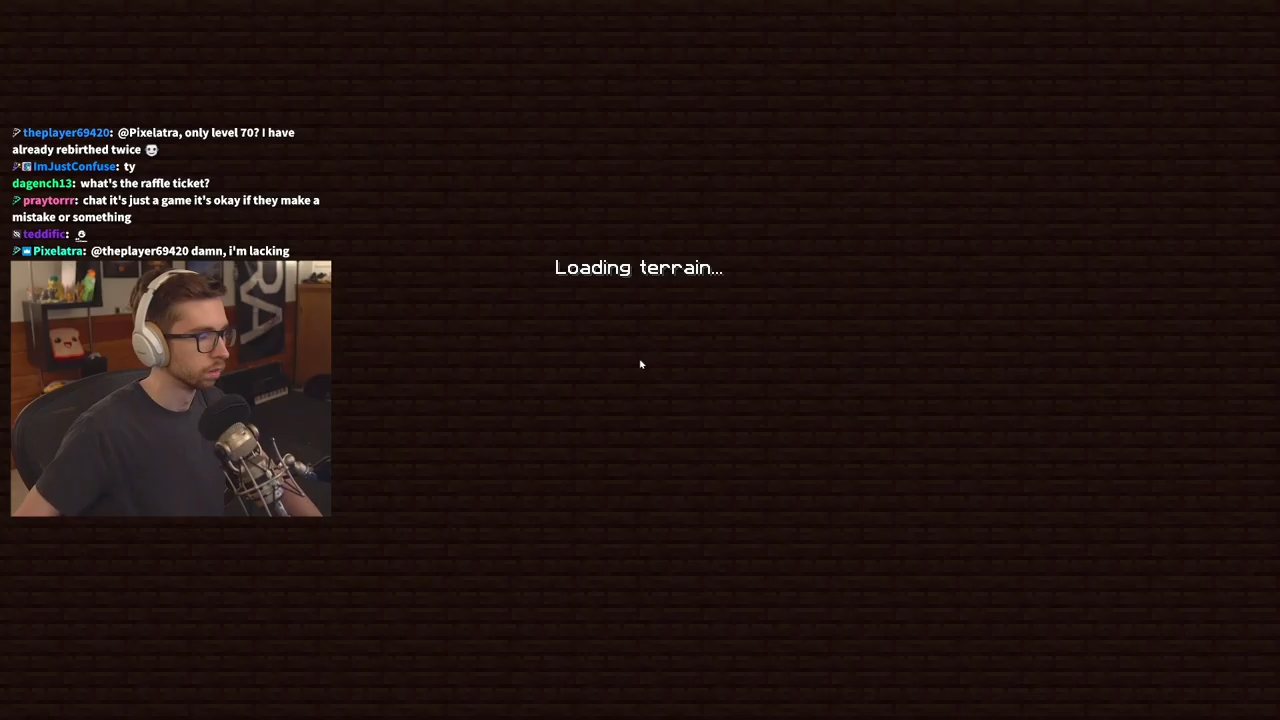 theplayer69420: @Pixelatra, only level 70? I have
already rebirthed twice
ImJustConfuse: ty
dagench13: what's the raffle ticket?
praytorrr: chat it's just a game it's okay if they make a
mistake or something
teddific:
Pixelatra: @theplayer69420 damn, i'm lacking
Loading terrain...
RA